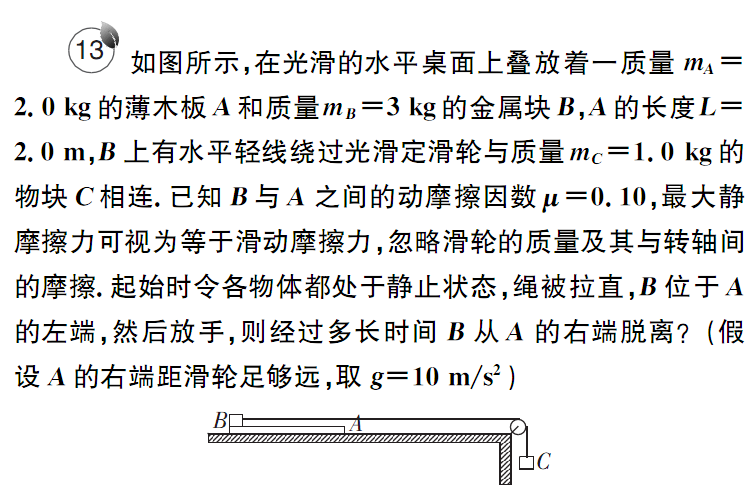 13 如图所示,在光滑的水平桌面上叠放着一质量 mA=
2. 0 kg 的薄木板 A 和质量mB=3 kg 的金属块 B,A 的长度L=
2. 0 m,B 上有水平轻线绕过光滑定滑轮与质量 mC=1. 0 kg 的
物块 C 相连. 已知 B 与 A 之间的动摩擦因数 μ=0. 10,最大静
摩擦力可视为等于滑动摩擦力,忽略滑轮的质量及其与转轴间
的摩擦. 起始时令各物体都处于静止状态,绳被拉直,B 位于 A
的左端,然后放手,则经过多长时间 B 从 A 的右端脱离? (假
设 A 的右端距滑轮足够远,取 g=10 m/s²)
B
A
C